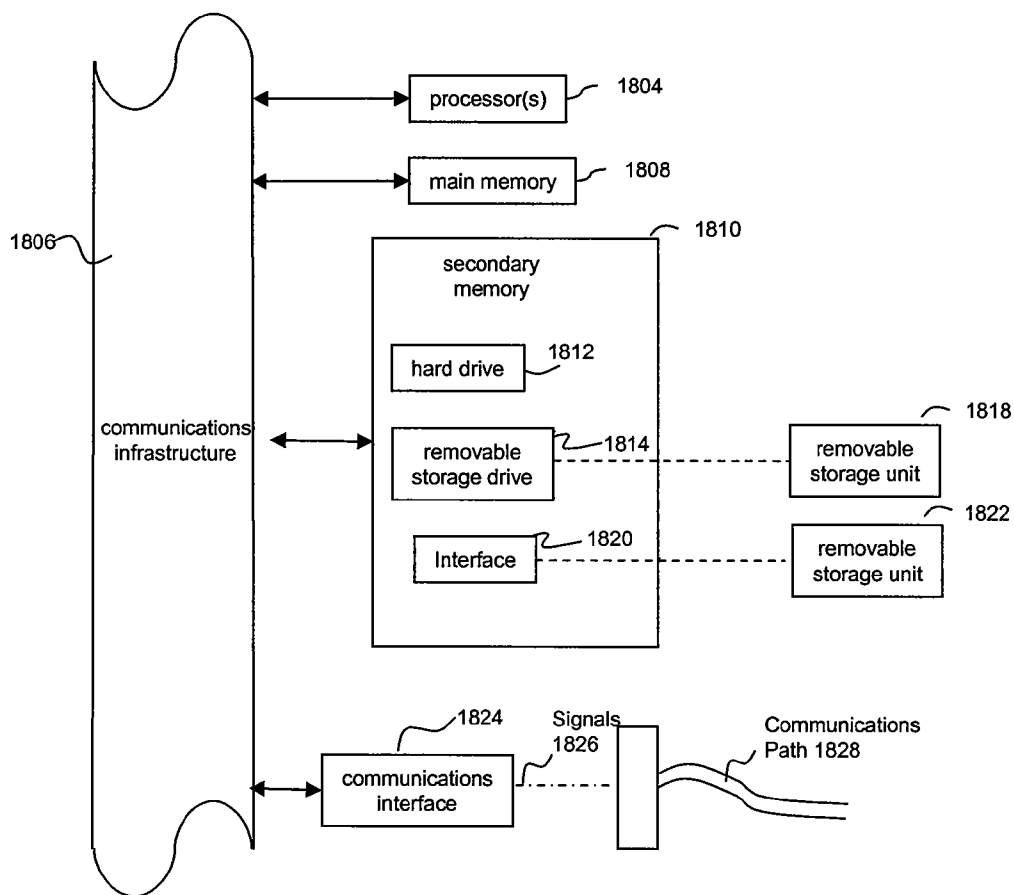 1804
processor(s)
1808
main memory
1806
1810
secondary
memory
1812
hard drive
1818
communications
infrastructure
1814
removable
storage drive
removable
storage unit
1822
1820
Interface
removable
storage unit
1824
Signals
1826
Communications
Path 1828
communications
interface